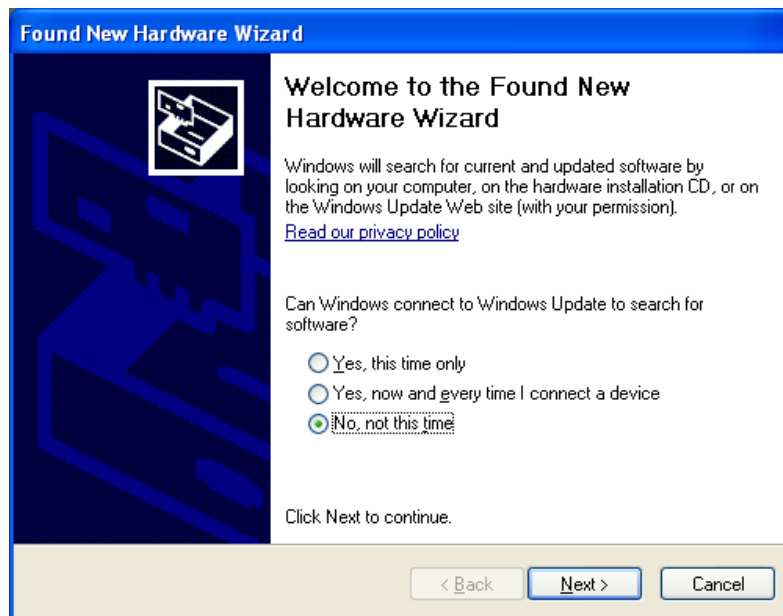 Found New Hardware Wizard
Welcome to the Found New
Hardware Wizard
Windows will search for current and updated software by
looking on your computer, on the hardware installation CD, or on
the Windows Update Web site (with your permission).
Read our privacy policy
Can Windows connect to Windows Update to search for
software?
Yes, this time only
Yes, now and every time I connect a device
No, not this time
Click Next to continue.
< Back
Next >
Cancel